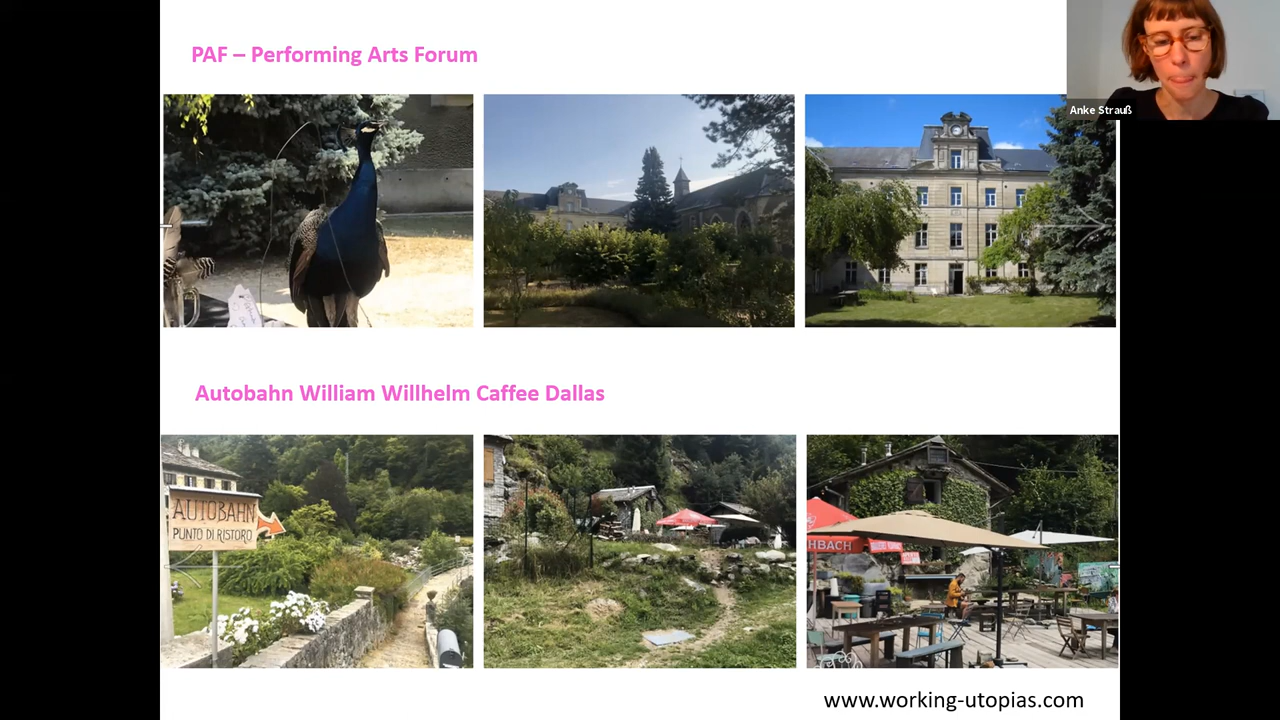 PAF – Performing Arts Forum
Anke Strauß
Autobahn William Willhelm Caffee Dallas
AUTOBAHN
PUNTO DI RISTORO
HBACH
www.working-utopias.com